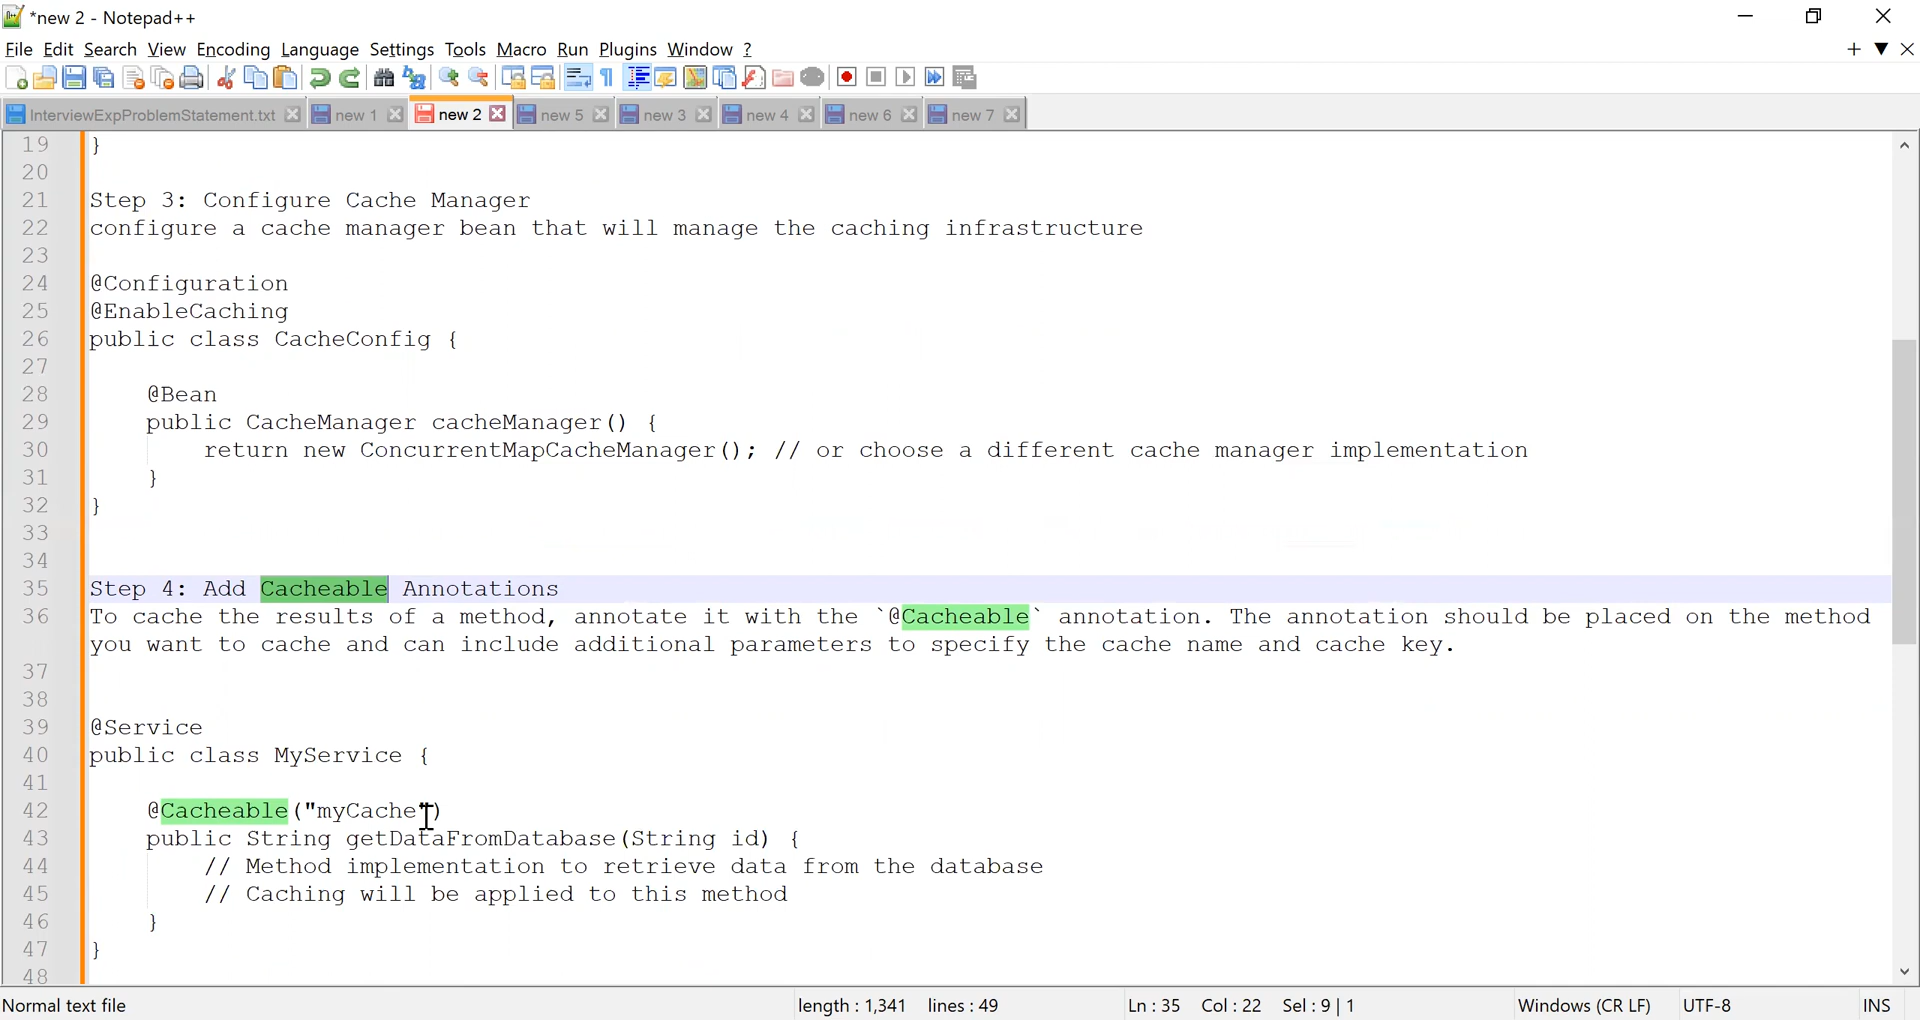 *new 2 - Notepad++
File Edit Search View Encoding Language Settings Tools Macro Run Plugins Window ?
InterviewExpProblemStatement.txt new 1 new 2 new 5 new 3 new 4 new 6 new 7
19 }
20
21 Step 3: Configure Cache Manager
22 configure a cache manager bean that will manage the caching infrastructure
23
24 @Configuration
25 @EnableCaching
26 public class CacheConfig {
27
28 @Bean
29 public CacheManager cacheManager() {
30 return new ConcurrentMapCacheManager(); // or choose a different cache manager implementation
31 }
32 }
33
34
35 Step 4: Add Cacheable Annotations
36 To cache the results of a method, annotate it with the `@Cacheable` annotation. The annotation should be placed on the method
you want to cache and can include additional parameters to specify the cache name and cache key.
37
38
39 @Service
40 public class MyService {
41
42 @Cacheable("myCache")
43 public String getDataFromDatabase(String id) {
44 // Method implementation to retrieve data from the database
45 // Caching will be applied to this method
46 }
47 }
48
Normal text file length : 1,341 lines : 49 Ln : 35 Col : 22 Sel : 9 | 1 Windows (CR LF) UTF-8 INS